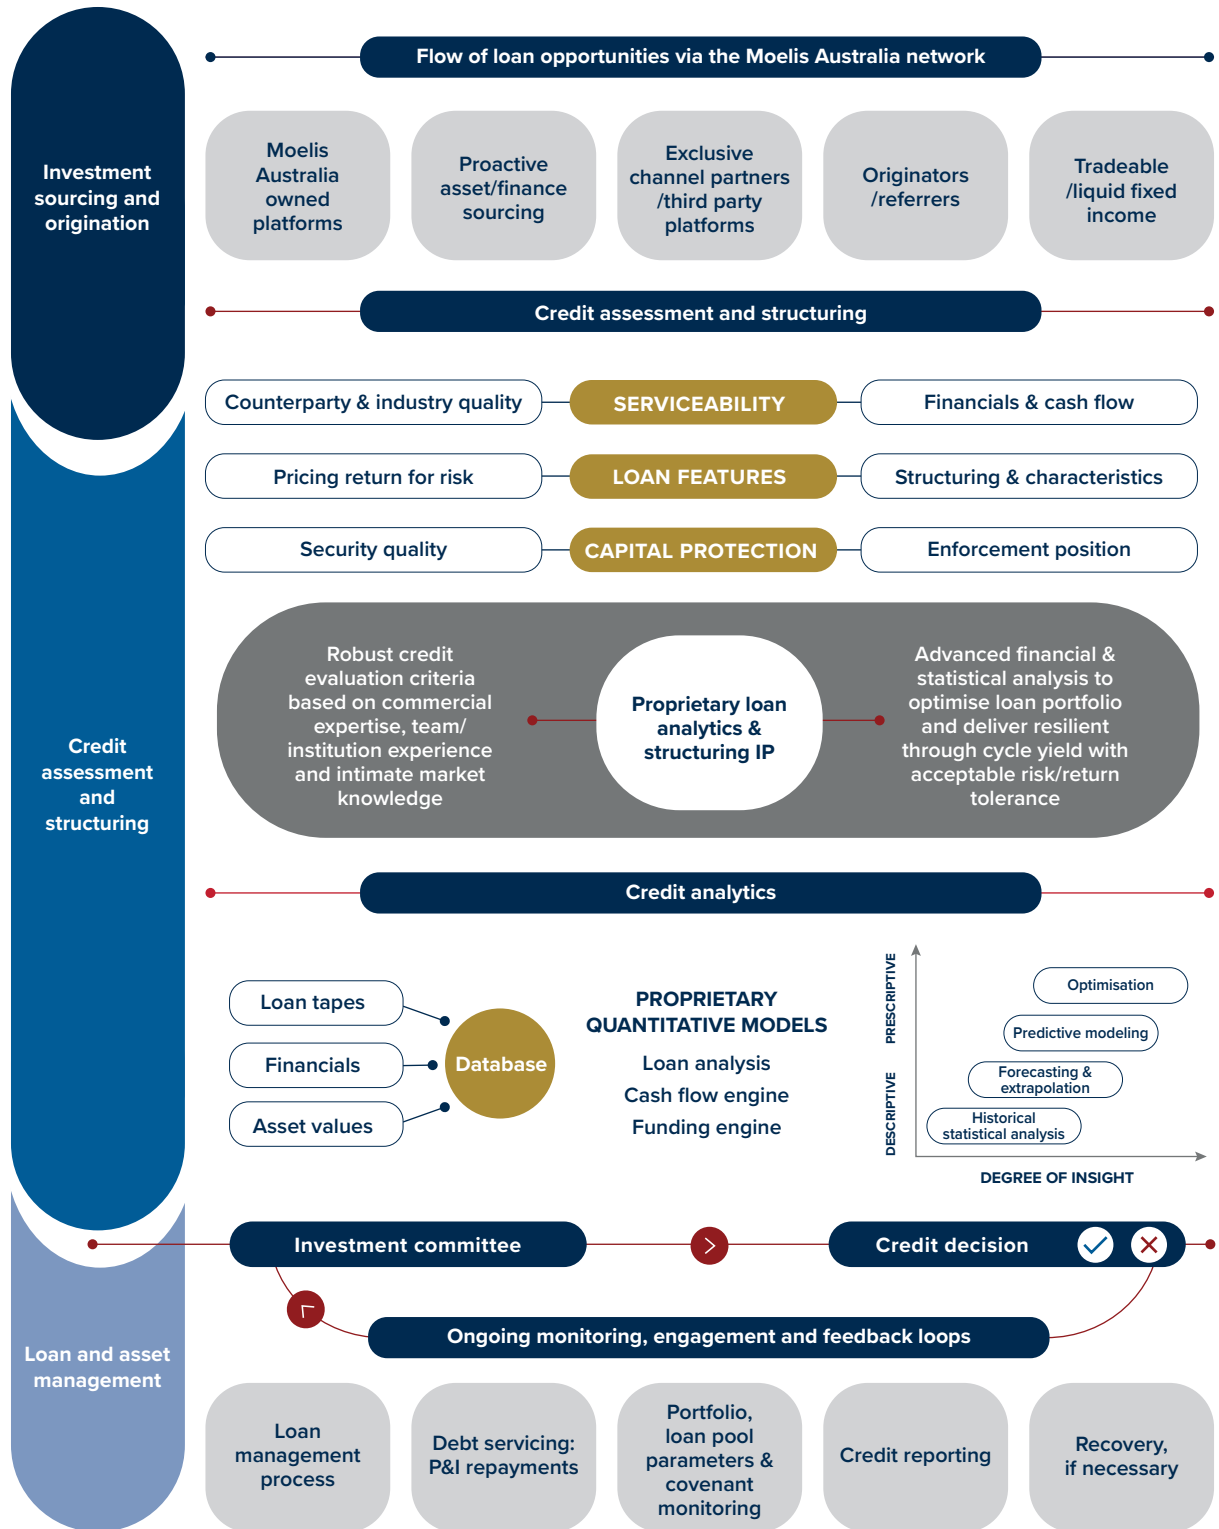 Flow of loan opportunities via the Moelis Australia network
Investment
sourcing and
origination
Moelis
Australia
owned
platforms
Proactive
asset/finance
sourcing
Exclusive
channel partners
/third party
platforms
Originators
/referrers
Tradeable
/liquid fixed
income
Credit assessment and structuring
Counterparty & industry quality
SERVICEABILITY
Financials & cash flow
Pricing return for risk
LOAN FEATURES
Structuring & characteristics
Security quality
CAPITAL PROTECTION
Enforcement position
Credit
assessment
and
structuring
Robust credit
evaluation criteria
based on commercial
expertise, team/
institution experience
and intimate market
knowledge
Proprietary loan
analytics &
structuring IP
Advanced financial &
statistical analysis to
optimise loan portfolio
and deliver resilient
through cycle yield with
acceptable risk/return
tolerance
Credit analytics
Loan tapes
Financials
Asset values
Database
PROPRIETARY
QUANTITATIVE MODELS
Loan analysis
Cash flow engine
Funding engine
PRESCRIPTIVE
DESCRIPTIVE
Optimisation
Predictive modeling
Forecasting &
extrapolation
Historical
statistical analysis
DEGREE OF INSIGHT
Investment committee
Credit decision
Ongoing monitoring, engagement and feedback loops
Loan and asset
management
Loan
management
process
Debt servicing:
P&I repayments
Portfolio,
loan pool
parameters &
covenant
monitoring
Credit reporting
Recovery,
if necessary